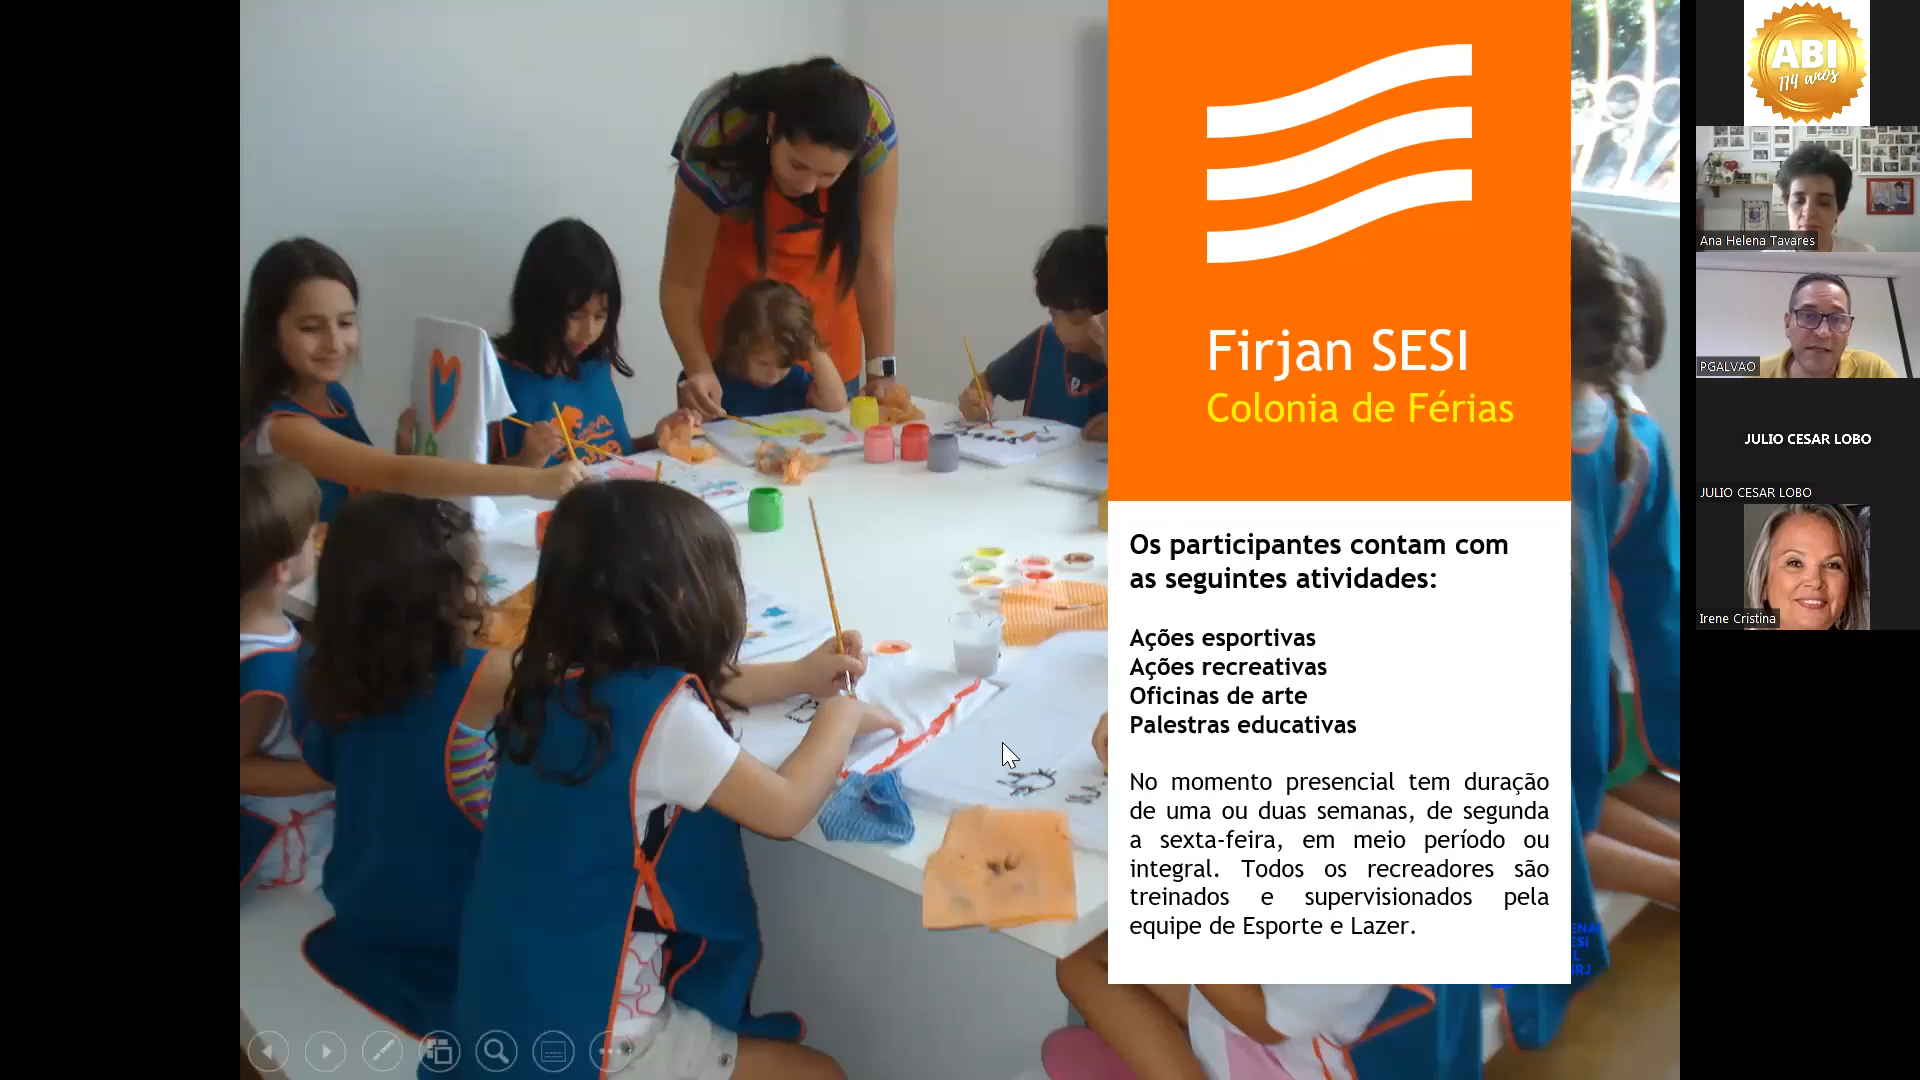 Firjan SESI
Colonia de Férias
Os participantes contam com
as seguintes atividades:
Ações esportivas
Ações recreativas
Oficinas de arte
Palestras educativas
No momento presencial tem duração
de uma ou duas semanas, de segunda
a sexta-feira, em meio período ou
integral. Todos os recreadores são
treinados e supervisionados pela
equipe de Esporte e Lazer.
ABI
114 anos
Ana Helena Tavares
PGALVAO
JULIO CESAR LOBO
JULIO CESAR LOBO
Irene Cristina